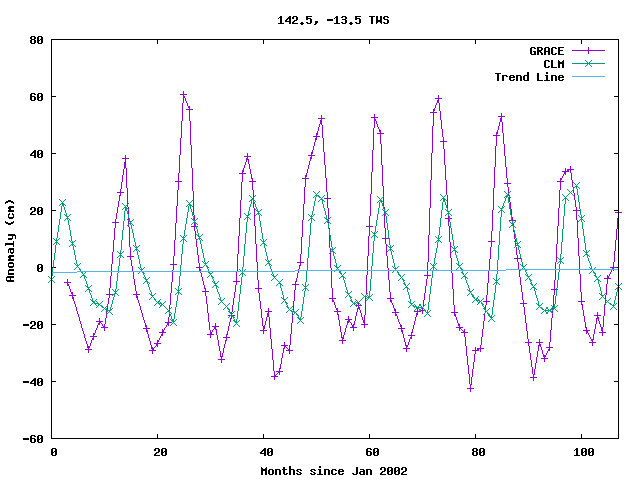 142.5, -13.5 TWS
GRACE
CLM
Trend Line
80
60
40
20
0
-20
-40
-60
Anomaly (cm)
0 20 40 60 80 100
Months since Jan 2002